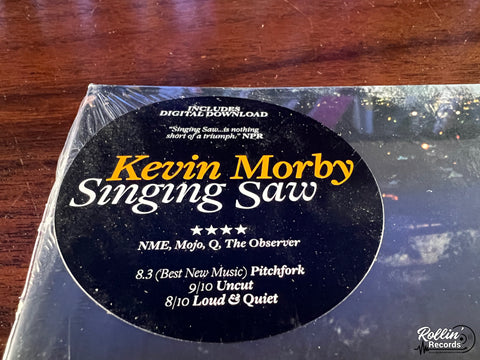 INCLUDES
DIGITAL DOWNLOAD
“Singing Saw...is nothing
short of a triumph.” NPR
Kevin Morby
Singing Saw
★★★★
NME, Mojo, Q, The Observer
8.3 (Best New Music) Pitchfork
9/10 Uncut
8/10 Loud & Quiet
Rollin'
Records